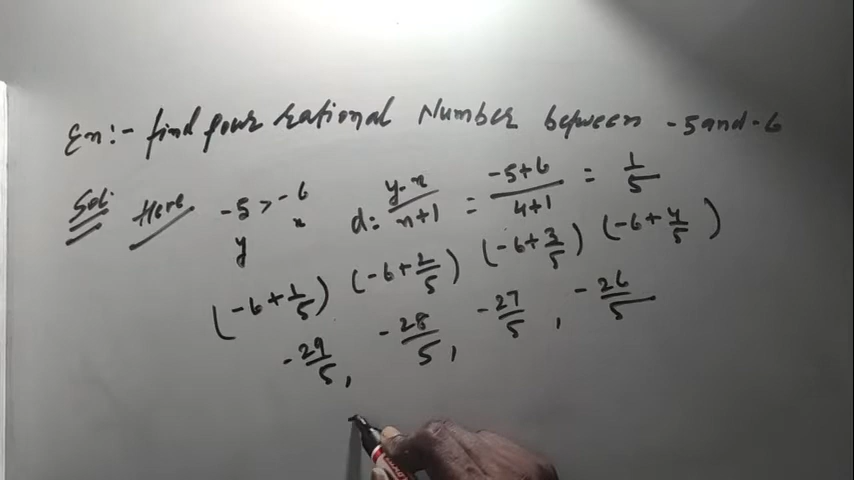 Ex:- find four rational Number between -5 and -6
Sol: Here -5 > -6 d = y-x/n+1 = -5+6/4+1 = 1/5
y x
(-6+1/5) (-6+2/5) (-6+3/5) (-6+4/5)
-29/5, -28/5, -27/5, -26/5